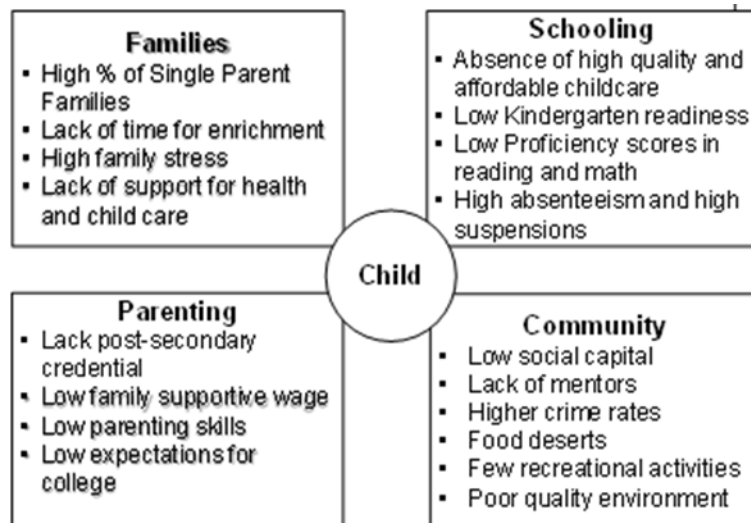 Families
▪ High % of Single Parent
Families
▪ Lack of time for enrichment
▪ High family stress
▪ Lack of support for health
and child care
Schooling
▪ Absence of high quality and
affordable childcare
▪ Low Kindergarten readiness
▪ Low Proficiency scores in
reading and math
▪ High absenteeism and high
suspensions
Child
Parenting
▪ Lack post-secondary
credential
▪ Low family supportive wage
▪ Low parenting skills
▪ Low expectations for
college
Community
▪ Low social capital
▪ Lack of mentors
▪ Higher crime rates
▪ Food deserts
▪ Few recreational activities
▪ Poor quality environment